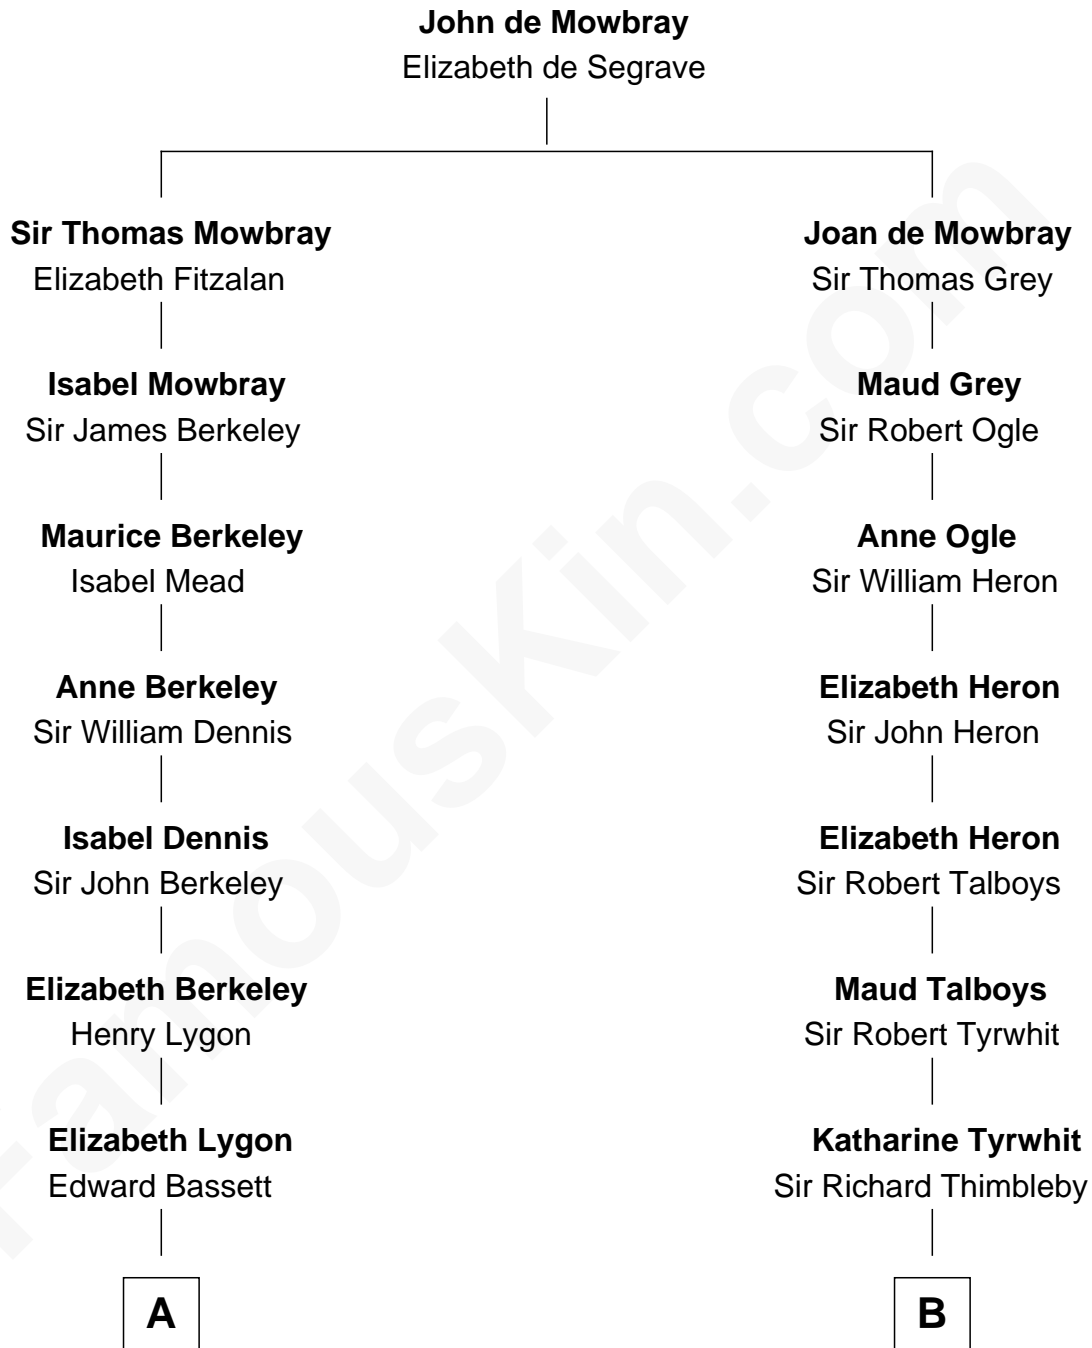 John de Mowbray
Elizabeth de Segrave
Sir Thomas Mowbray
Elizabeth Fitzalan
Joan de Mowbray
Sir Thomas Grey
Isabel Mowbray
Sir James Berkeley
Maud Grey
Sir Robert Ogle
Maurice Berkeley
Isabel Mead
Anne Ogle
Sir William Heron
Anne Berkeley
Sir William Dennis
Elizabeth Heron
Sir John Heron
Isabel Dennis
Sir John Berkeley
Elizabeth Heron
Sir Robert Talboys
Elizabeth Berkeley
Henry Lygon
Maud Talboys
Sir Robert Tyrwhit
Elizabeth Lygon
Edward Bassett
Katharine Tyrwhit
Sir Richard Thimbleby
A
B
FamousKin.com